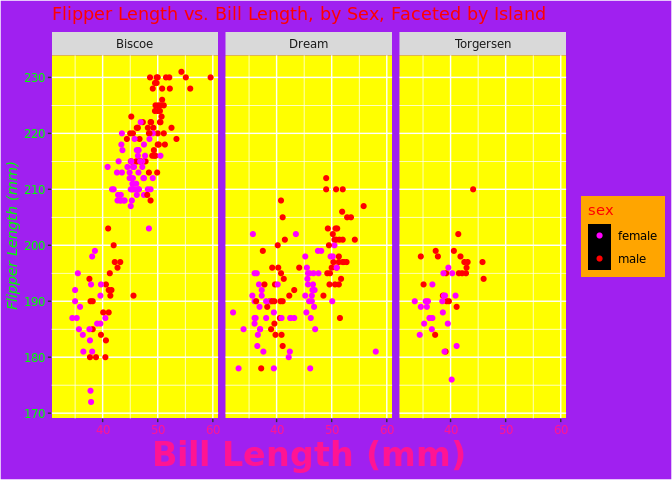 Flipper Length vs. Bill Length, by Sex, Faceted by Island
Biscoe
Dream
Torgersen
Flipper Length (mm)
230
220
210
200
190
180
170
40 50 60
40 50 60
40 50 60
Bill Length (mm)
sex
female
male